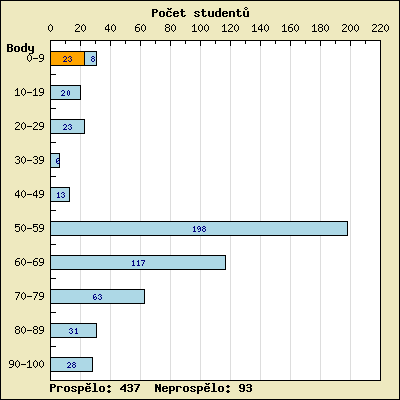 Počet studentů
0 20 40 60 80 100 120 140 160 180 200 220
Body
0-9 23 8
10-19 20
20-29 23
30-39 6
40-49 13
50-59 198
60-69 117
70-79 63
80-89 31
90-100 28
Prospělo: 437 Neprospělo: 93